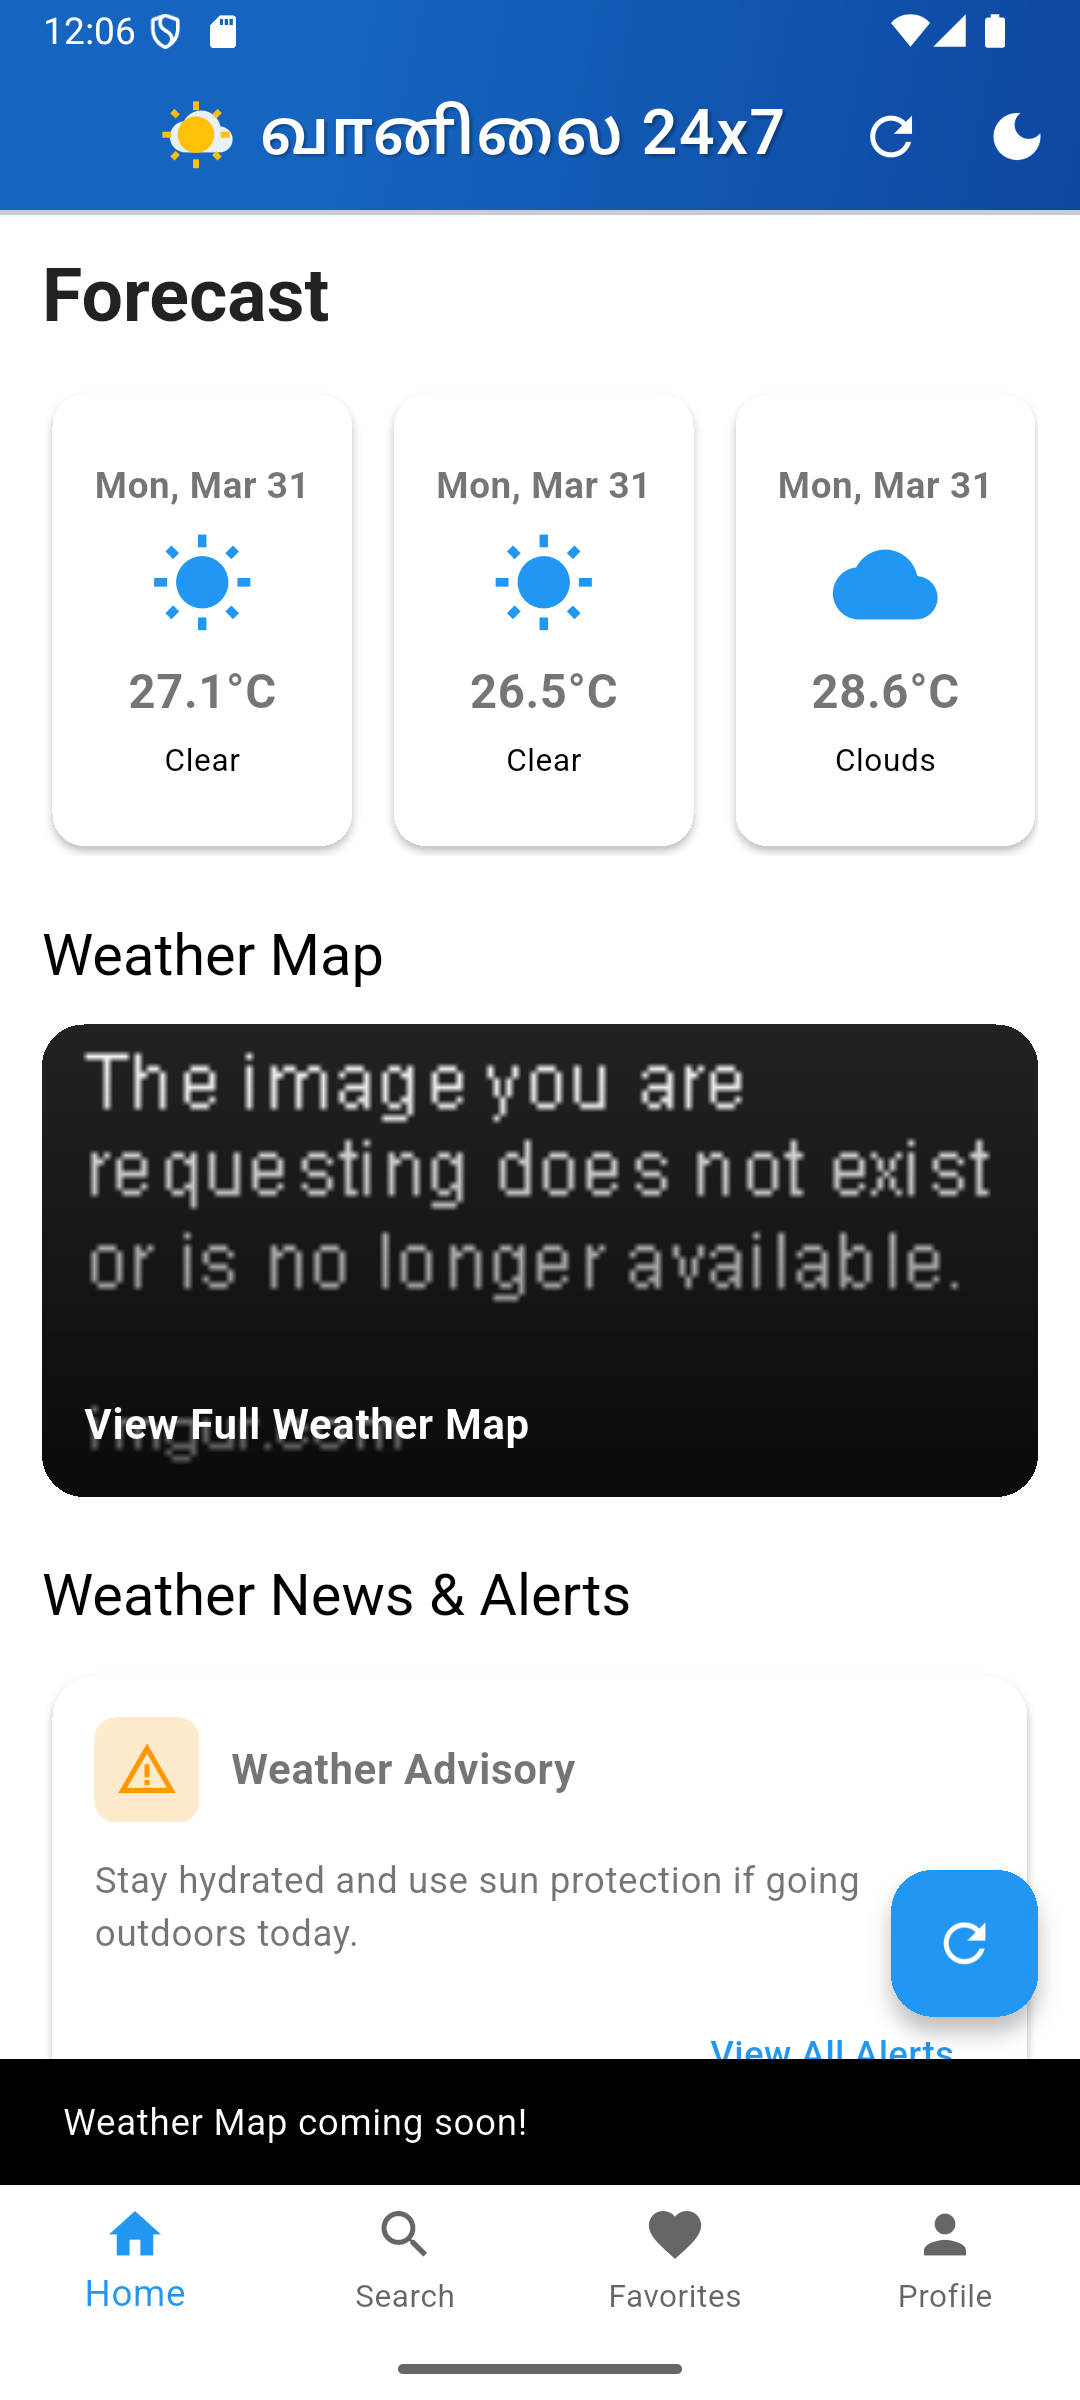 12:06
வானிலை 24x7
Forecast
Mon, Mar 31
27.1°C
Clear
Mon, Mar 31
26.5°C
Clear
Mon, Mar 31
28.6°C
Clouds
Weather Map
The image you are
requesting does not exist
or is no longer available.
imgur.com
View Full Weather Map
Weather News & Alerts
Weather Advisory
Stay hydrated and use sun protection if going
outdoors today.
View All Alerts
Weather Map coming soon!
Home
Search
Favorites
Profile